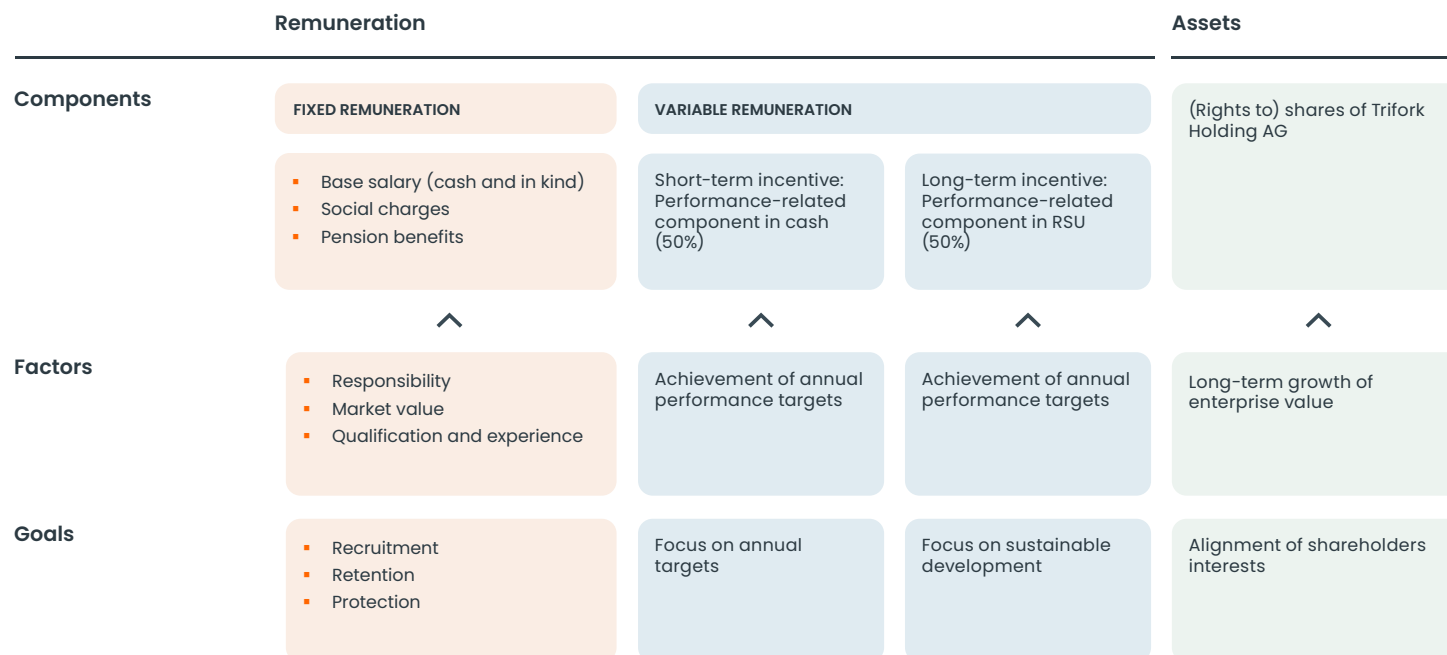 Remuneration
Assets
Components
FIXED REMUNERATION
VARIABLE REMUNERATION
(Rights to) shares of Trifork
Holding AG
▪ Base salary (cash and in kind)
▪ Social charges
▪ Pension benefits
Short-term incentive:
Performance-related
component in cash
(50%)
Long-term incentive:
Performance-related
component in RSU
(50%)
Factors
▪ Responsibility
▪ Market value
▪ Qualification and experience
Achievement of annual
performance targets
Achievement of annual
performance targets
Long-term growth of
enterprise value
Goals
▪ Recruitment
▪ Retention
▪ Protection
Focus on annual
targets
Focus on sustainable
development
Alignment of shareholders
interests